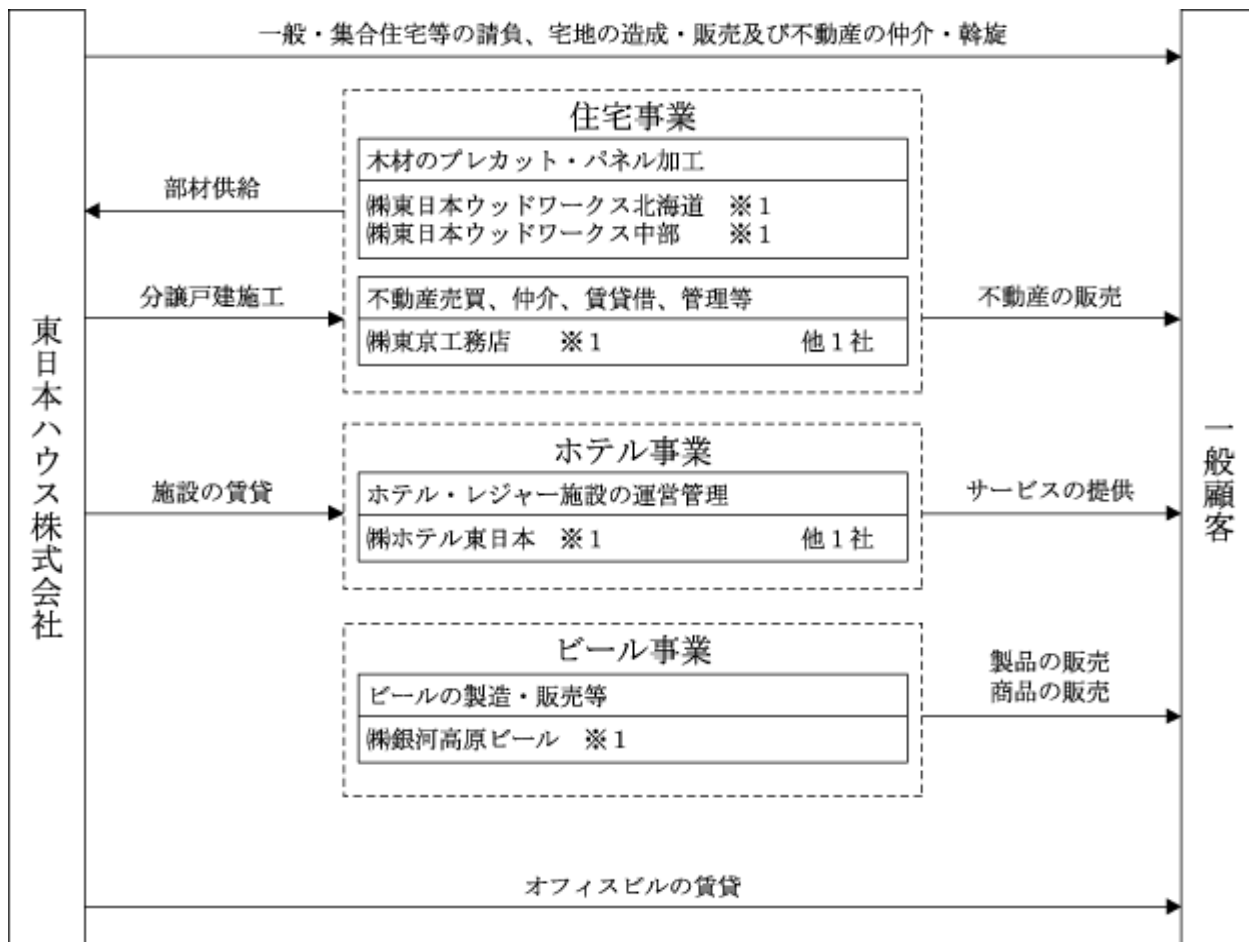 一般・集合住宅等の請負、宅地の造成・販売及び不動産の仲介・斡旋
東日本ハウス株式会社
一般顧客
住宅事業
木材のプレカット・パネル加工
㈱東日本ウッドワークス北海道 ※1
㈱東日本ウッドワークス中部 ※1
部材供給
分譲戸建施工
不動産売買、仲介、賃貸借、管理等
㈱東京工務店 ※1 他1社
不動産の販売
ホテル事業
施設の賃貸
ホテル・レジャー施設の運営管理
㈱ホテル東日本 ※1 他1社
サービスの提供
ビール事業
ビールの製造・販売等
㈱銀河高原ビール ※1
製品の販売
商品の販売
オフィスビルの賃貸